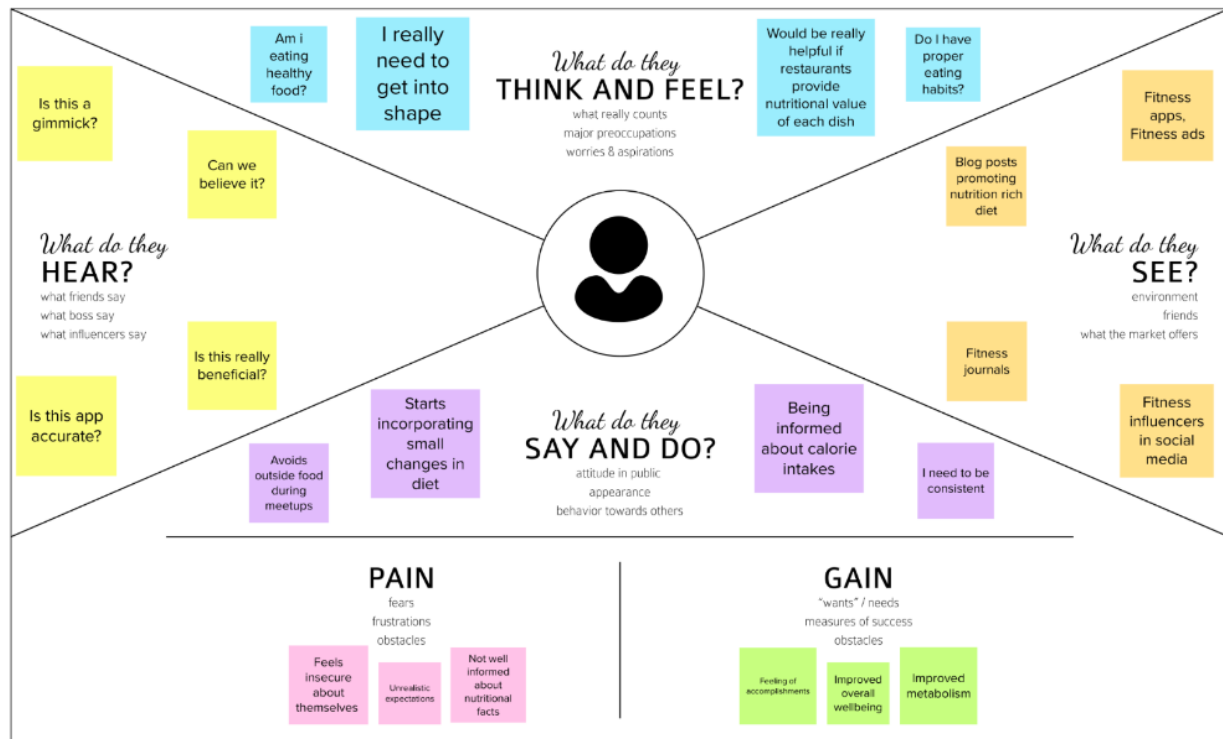 Am i
eating
healthy
food?
I really
need to
get into
shape
What do they
THINK AND FEEL?
what really counts
major preoccupations
worries & aspirations
Would be really
helpful if
restaurants
provide
nutritional value
of each dish
Do I have
proper
eating
habits?
Is this a
gimmick?
Can we
believe it?
What do they
HEAR?
what friends say
what boss say
what influencers say
Is this really
beneficial?
Is this app
accurate?
Fitness
apps,
Fitness ads
Blog posts
promoting
nutrition rich
diet
What do they
SEE?
environment
friends
what the market offers
Fitness
journals
Fitness
influencers
in social
media
Avoids
outside food
during
meetups
Starts
incorporating
small
changes in
diet
What do they
SAY AND DO?
attitude in public
appearance
behavior towards others
Being
informed
about calorie
intakes
I need to be
consistent
PAIN
fears
frustrations
obstacles
Feels
insecure
about
themselves
Unrealistic
expectations
Not well
informed
about
nutritional
facts
GAIN
"wants" / needs
measures of success
obstacles
Feeling of
accomplishments
Improved
overall
wellbeing
Improved
metabolism